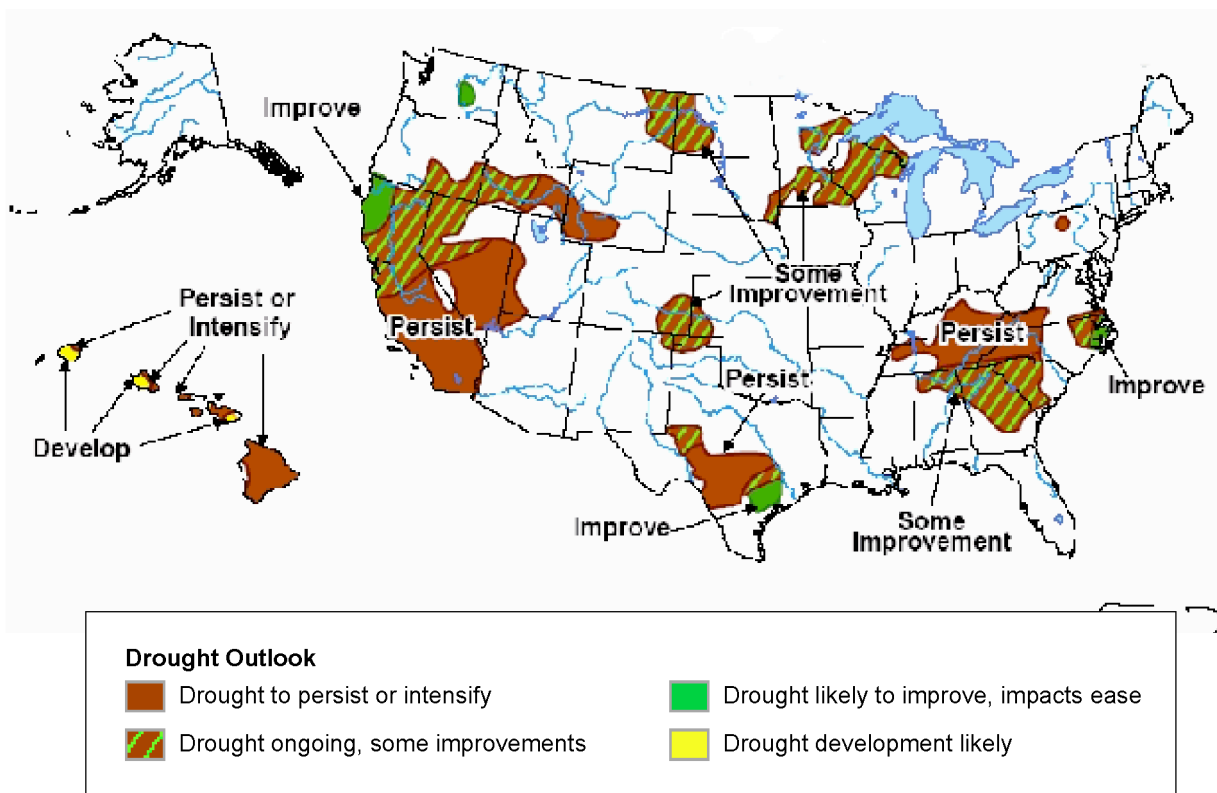 Improve
Persist or
Intensify
Persist
Some
Improvement
Persist
Persist
Improve
Develop
Improve
Some
Improvement
Drought Outlook
Drought to persist or intensify
Drought likely to improve, impacts ease
Drought ongoing, some improvements
Drought development likely